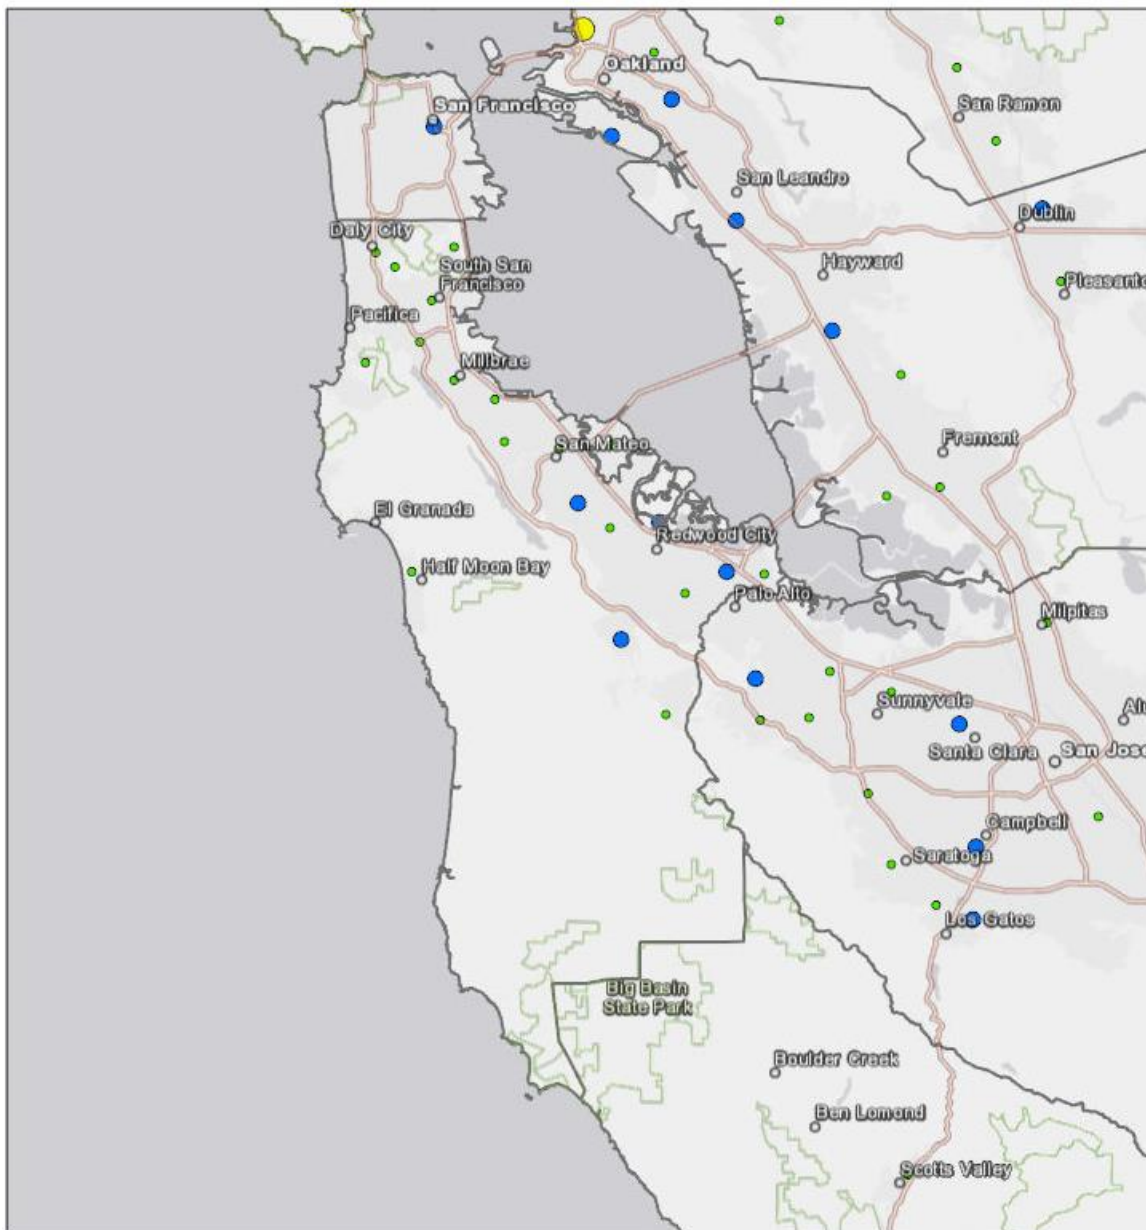 Oakland
San Francisco
San Ramon
San Leandro
Dublin
Daly City
South San
Francisco
Hayward
Pleasanto
Pacifica
Millbrae
San Mateo
Fremont
El Granada
Redwood City
Half Moon Bay
Palo Alto
Milpitas
Sunnyvale
Alu
Santa Clara
San Jose
Campbell
Saratoga
Los Gatos
Big Basin
State Park
Boulder Creek
Ben Lomond
Scotts Valley